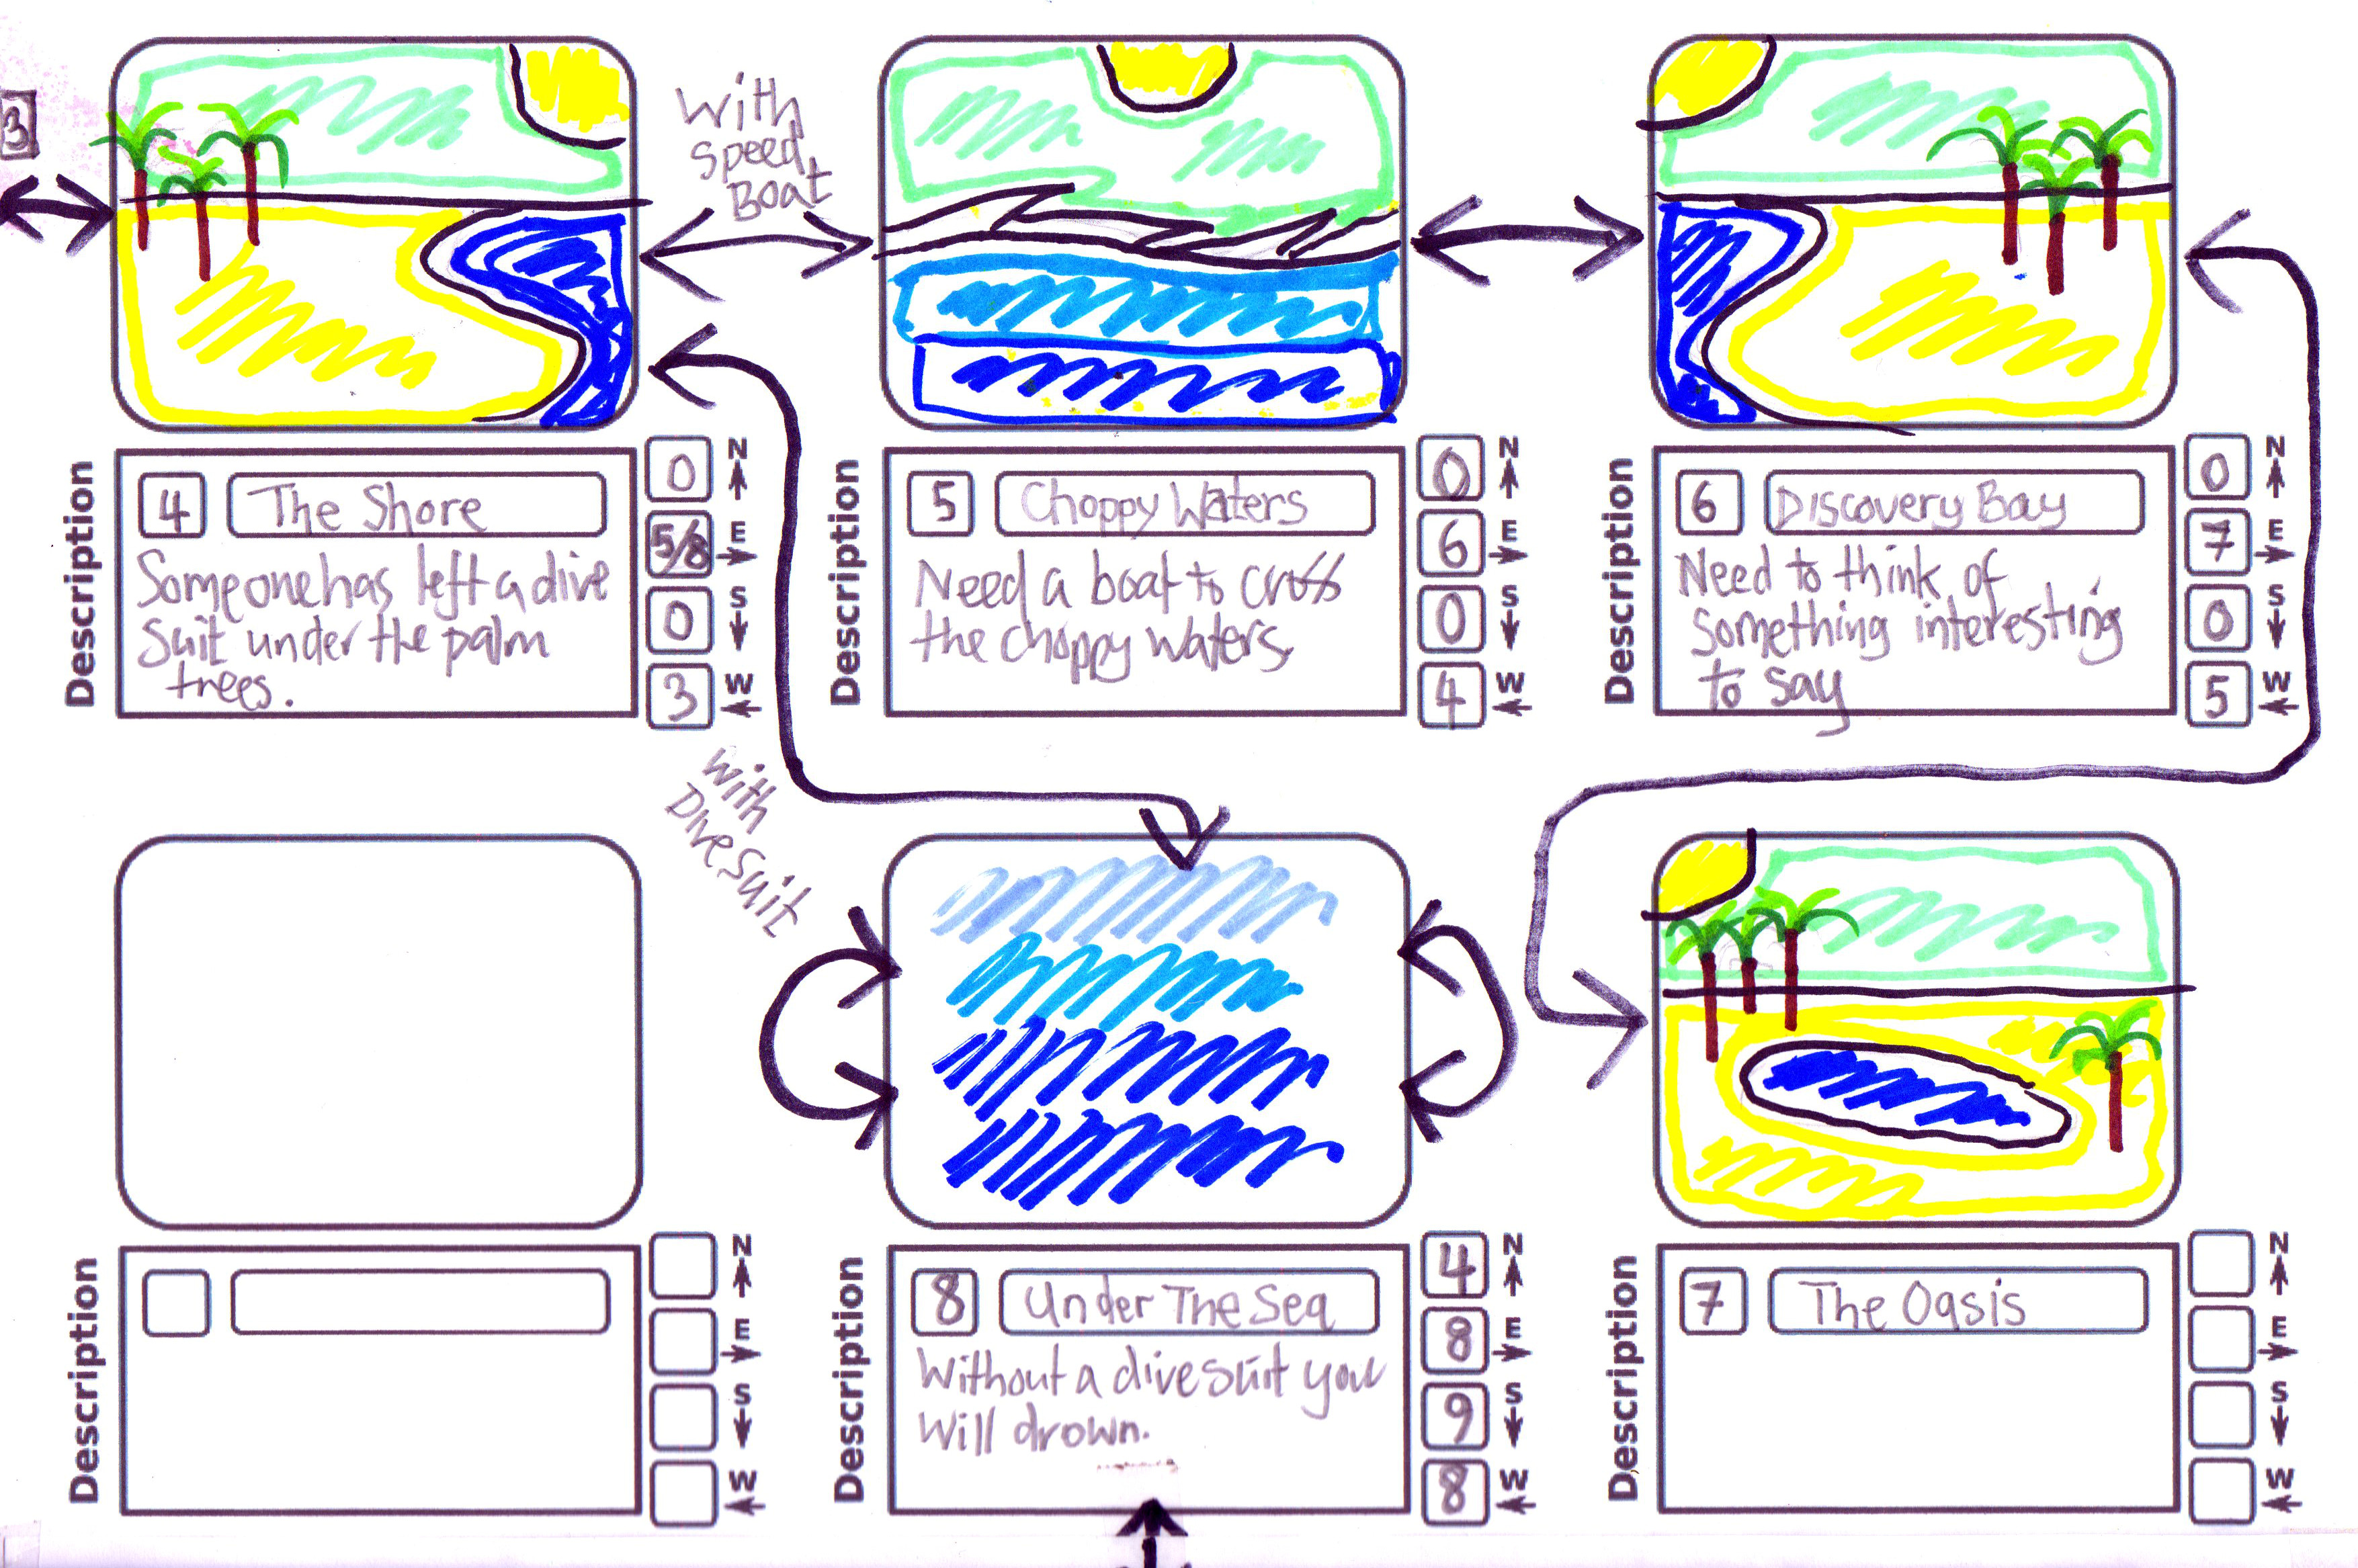 3
With
Speed
Boat
Description
4 The Shore
Someone has left a dive
suit under the palm
trees.
0 N
5/8 E
0 S
3 W
Description
5 Choppy Waters
Need a boat to cross
the choppy waters
0 N
6 E
0 S
4 W
Description
6 Discovery Bay
Need to think of
something interesting
to say
0 N
7 E
0 S
5 W
with
Dive Suit
Description
N
E
S
W
Description
8 Under The Sea
Without a dive suit you
will drown.
4 N
8 E
9 S
8 W
Description
7 The Oasis
N
E
S
W